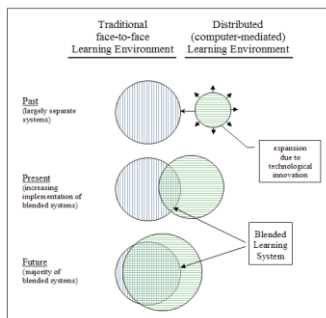 Traditional
face-to-face
Learning Environment
Distributed
(computer-mediated)
Learning Environment
Past
(largely separate
systems)
expansion
due to
technological
innovation
Present
(increasing
implementation of
blended systems)
Blended
Learning
System
Future
(majority of
blended systems)